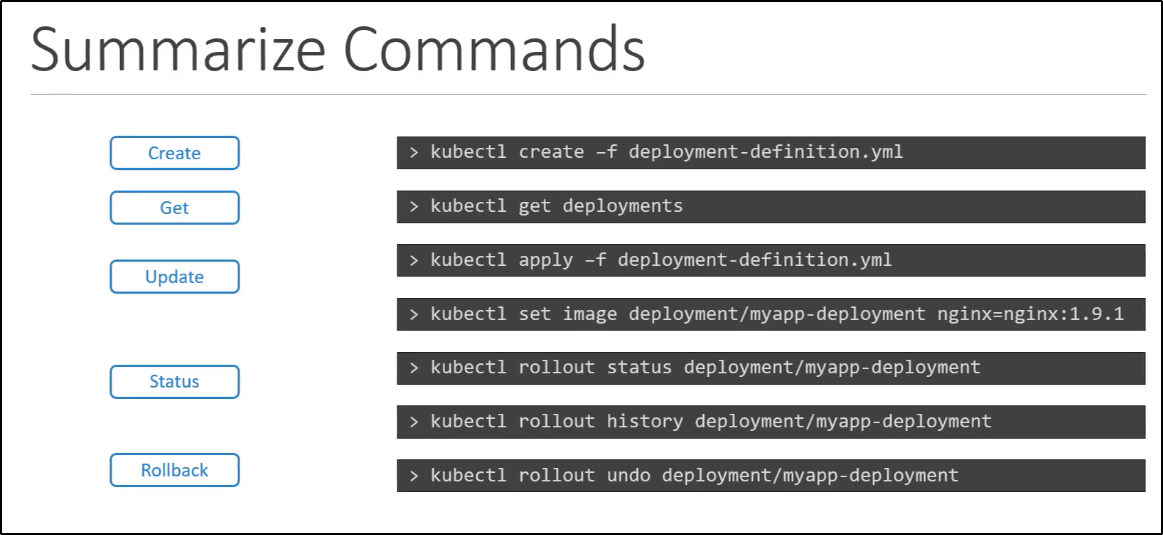 Summarize Commands
Create
> kubectl create –f deployment-definition.yml
Get
> kubectl get deployments
Update
> kubectl apply –f deployment-definition.yml
> kubectl set image deployment/myapp-deployment nginx=nginx:1.9.1
Status
> kubectl rollout status deployment/myapp-deployment
> kubectl rollout history deployment/myapp-deployment
Rollback
> kubectl rollout undo deployment/myapp-deployment